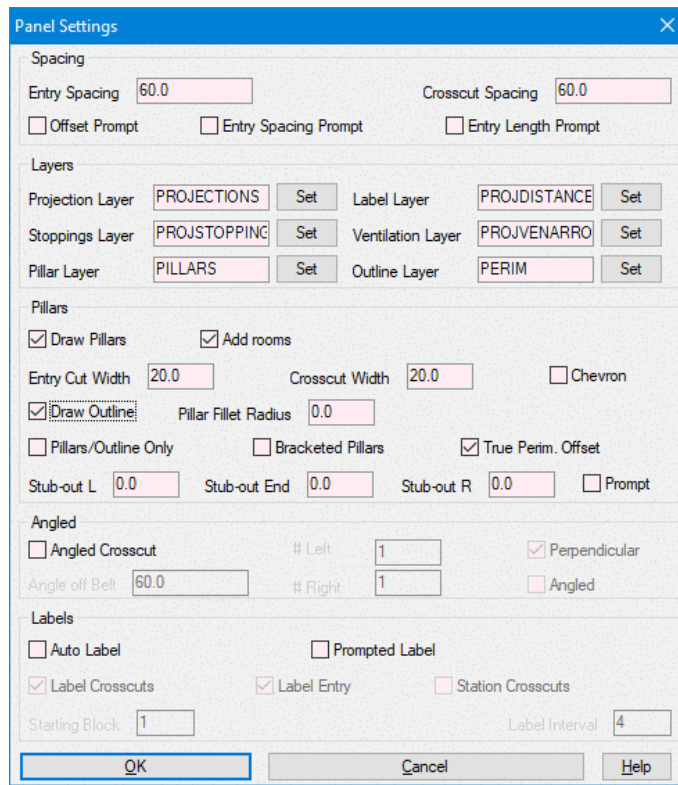 Panel Settings
Spacing
Entry Spacing 60.0 Crosscut Spacing 60.0
Offset Prompt Entry Spacing Prompt Entry Length Prompt
Layers
Projection Layer PROJECTIONS Set Label Layer PROJDISTANCE Set
Stoppings Layer PROJSTOPPING Set Ventilation Layer PROJVENARRO Set
Pillar Layer PILLARS Set Outline Layer PERIM Set
Pillars
Draw Pillars Add rooms
Entry Cut Width 20.0 Crosscut Width 20.0 Chevron
Draw Outline Pillar Fillet Radius 0.0
Pillars/Outline Only Bracketed Pillars True Perim. Offset
Stub-out L 0.0 Stub-out End 0.0 Stub-out R 0.0 Prompt
Angled
Angled Crosscut # Left 1 Perpendicular
Angle off Belt 60.0 # Right 1 Angled
Labels
Auto Label Prompted Label
Label Crosscuts Label Entry Station Crosscuts
Starting Block 1 Label Interval 4
OK Cancel Help